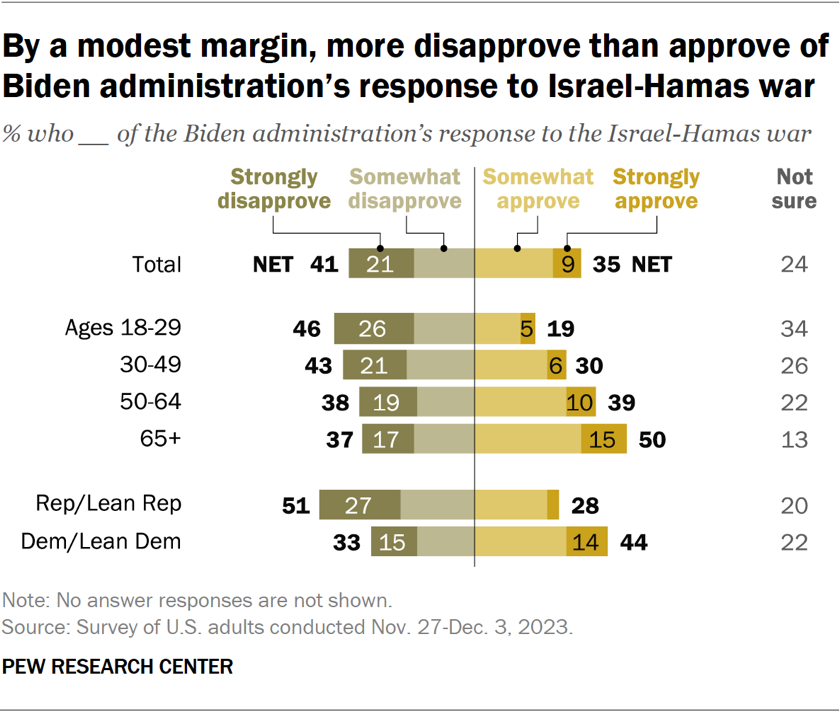 By a modest margin, more disapprove than approve of
Biden administration's response to Israel-Hamas war
% who __ of the Biden administration's response to the Israel-Hamas war
Strongly disapprove Somewhat disapprove Somewhat approve Strongly approve Not sure
Total NET 41 21 9 35 NET 24
Ages 18-29 46 26 5 19 34
30-49 43 21 6 30 26
50-64 38 19 10 39 22
65+ 37 17 15 50 13
Rep/Lean Rep 51 27 28 20
Dem/Lean Dem 33 15 14 44 22
Note: No answer responses are not shown.
Source: Survey of U.S. adults conducted Nov. 27-Dec. 3, 2023.
PEW RESEARCH CENTER